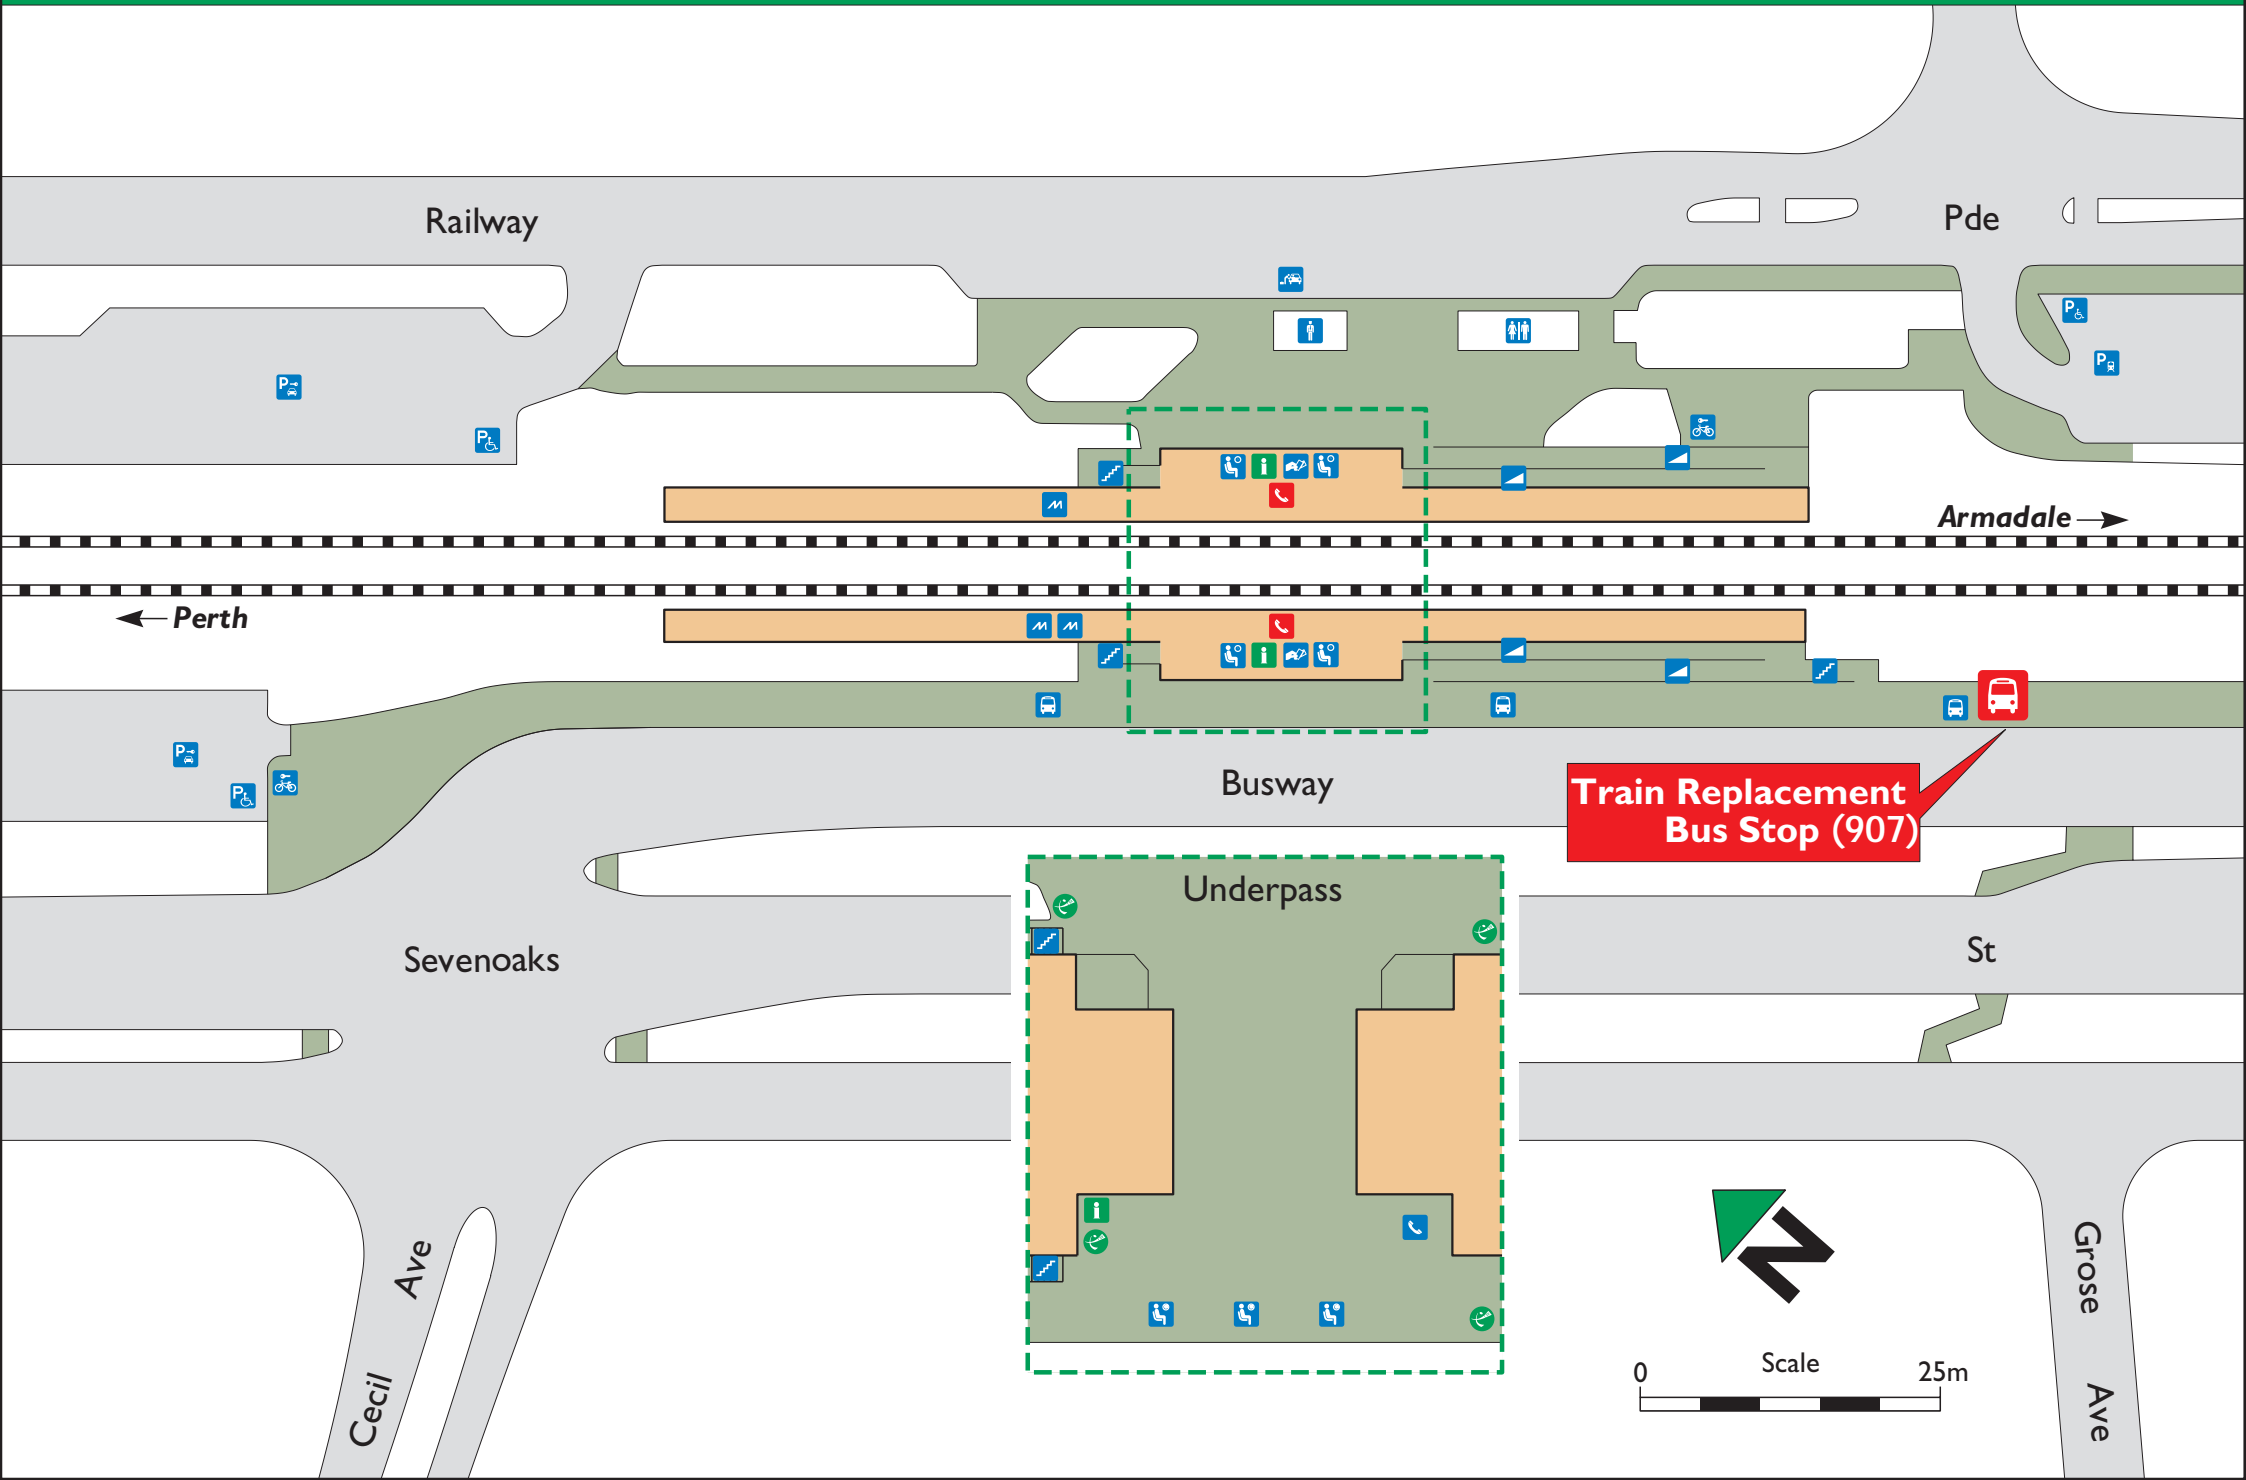 Railway
Pde
Armadale
Perth
Busway
Train Replacement
Bus Stop (907)
Underpass
Sevenoaks
St
Cecil Ave
Grose Ave
N
Scale
0 25m
P
P
P
P
P
P